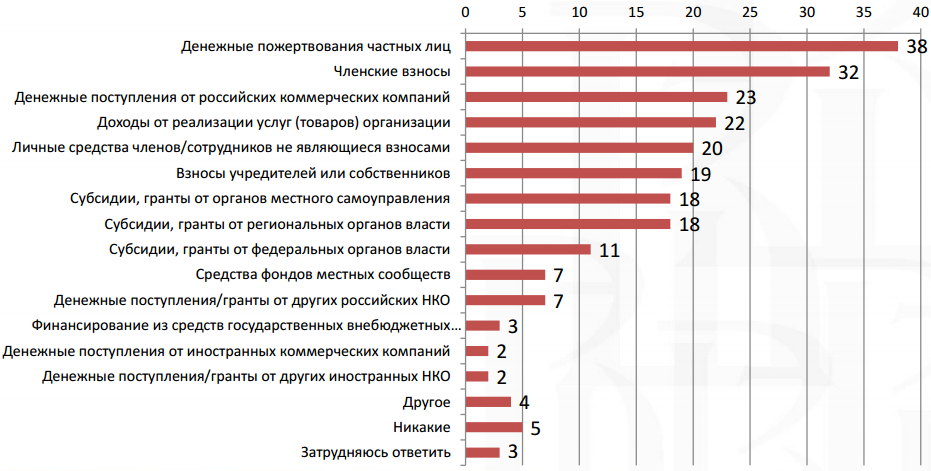 0 5 10 15 20 25 30 35 40
Денежные пожертвования частных лиц 38
Членские взносы 32
Денежные поступления от российских коммерческих компаний 23
Доходы от реализации услуг (товаров) организации 22
Личные средства членов/сотрудников не являющиеся взносами 20
Взносы учредителей или собственников 19
Субсидии, гранты от органов местного самоуправления 18
Субсидии, гранты от региональных органов власти 18
Субсидии, гранты от федеральных органов власти 11
Средства фондов местных сообществ 7
Денежные поступления/гранты от других российских НКО 7
Финансирование из средств государственных внебюджетных… 3
Денежные поступления от иностранных коммерческих компаний 2
Денежные поступления/гранты от других иностранных НКО 2
Другое 4
Никакие 5
Затрудняюсь ответить 3